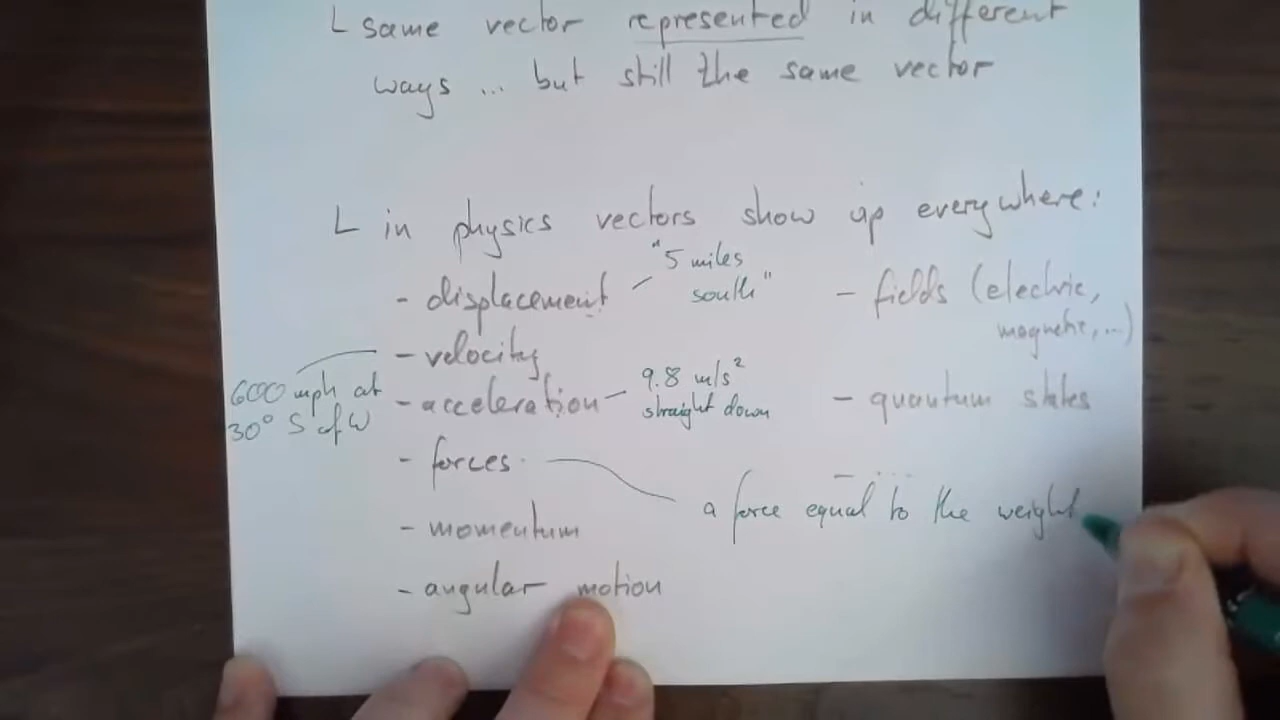 └ same vector represented in different
ways ... but still the same vector
└ in physics vectors show up everywhere:
- displacement
"5 miles
south"
- velocity
600 mph at
30° S of W
- acceleration
9.8 m/s²
straight down
- forces
a force equal to the weight
- momentum
- angular motion
- fields (electric,
magnetic,...)
- quantum states
- ...